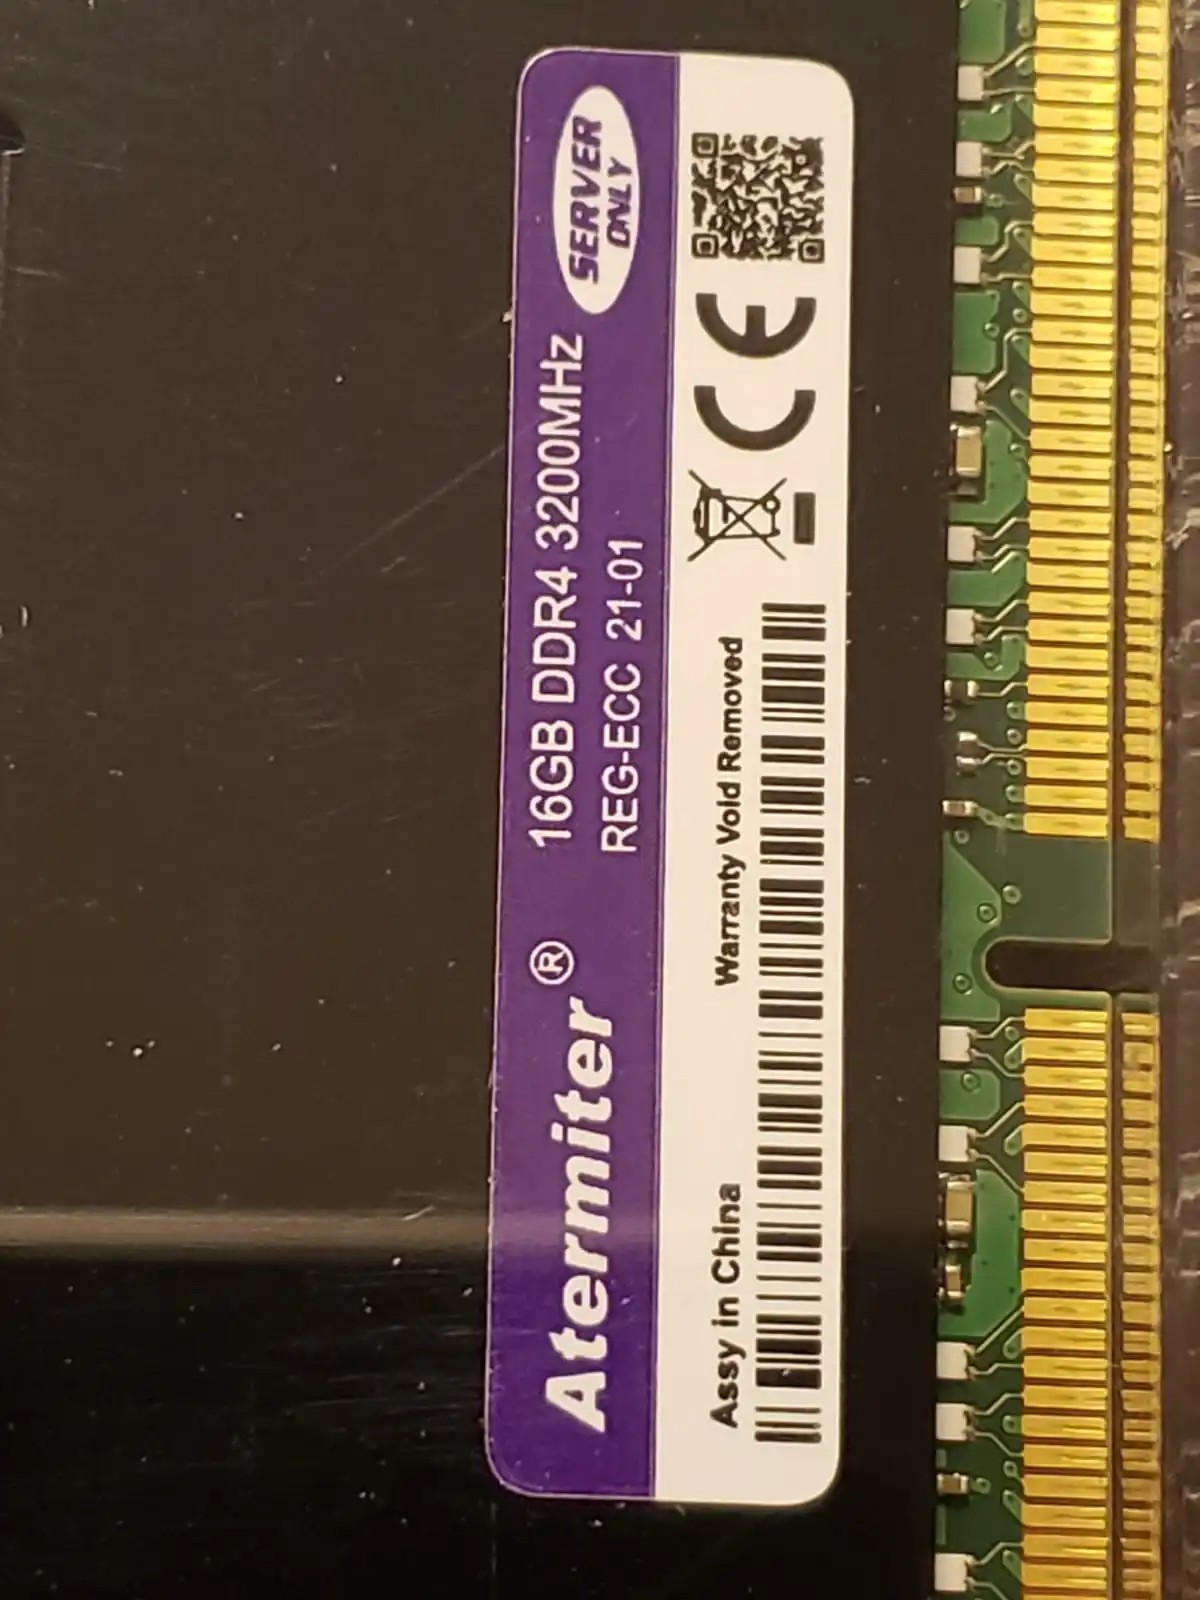 Atermiter®
16GB DDR4 3200MHz
REG-ECC 21-01
SERVER
ONLY
Assy in China
Warranty Void Removed
CE